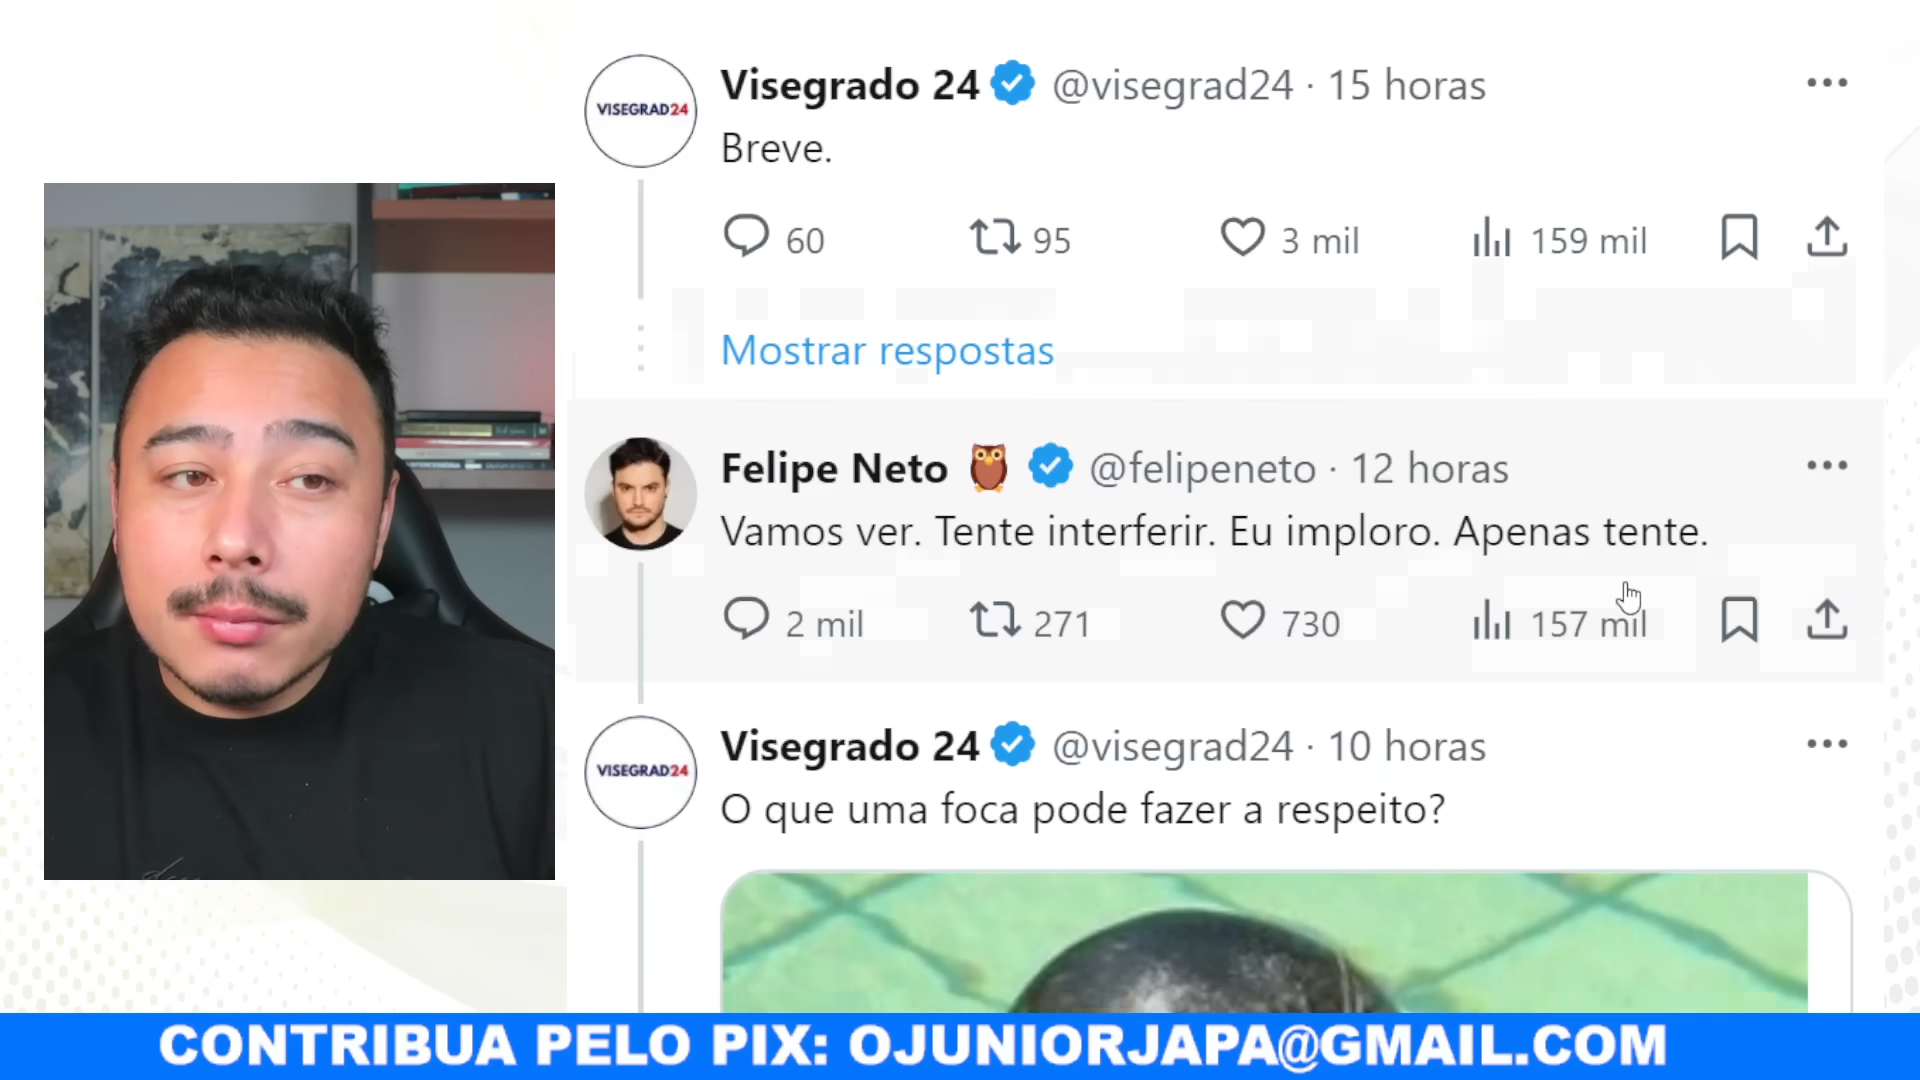 VISEGRAD24
Visegrado 24 @visegrad24 · 15 horas
Breve.
60 95 3 mil 159 mil
Mostrar respostas
Felipe Neto 🦉 @felipeneto · 12 horas
Vamos ver. Tente interferir. Eu imploro. Apenas tente.
2 mil 271 730 157 mil
VISEGRAD24
Visegrado 24 @visegrad24 · 10 horas
O que uma foca pode fazer a respeito?
CONTRIBUA PELO PIX: OJUNIORJAPA@GMAIL.COM